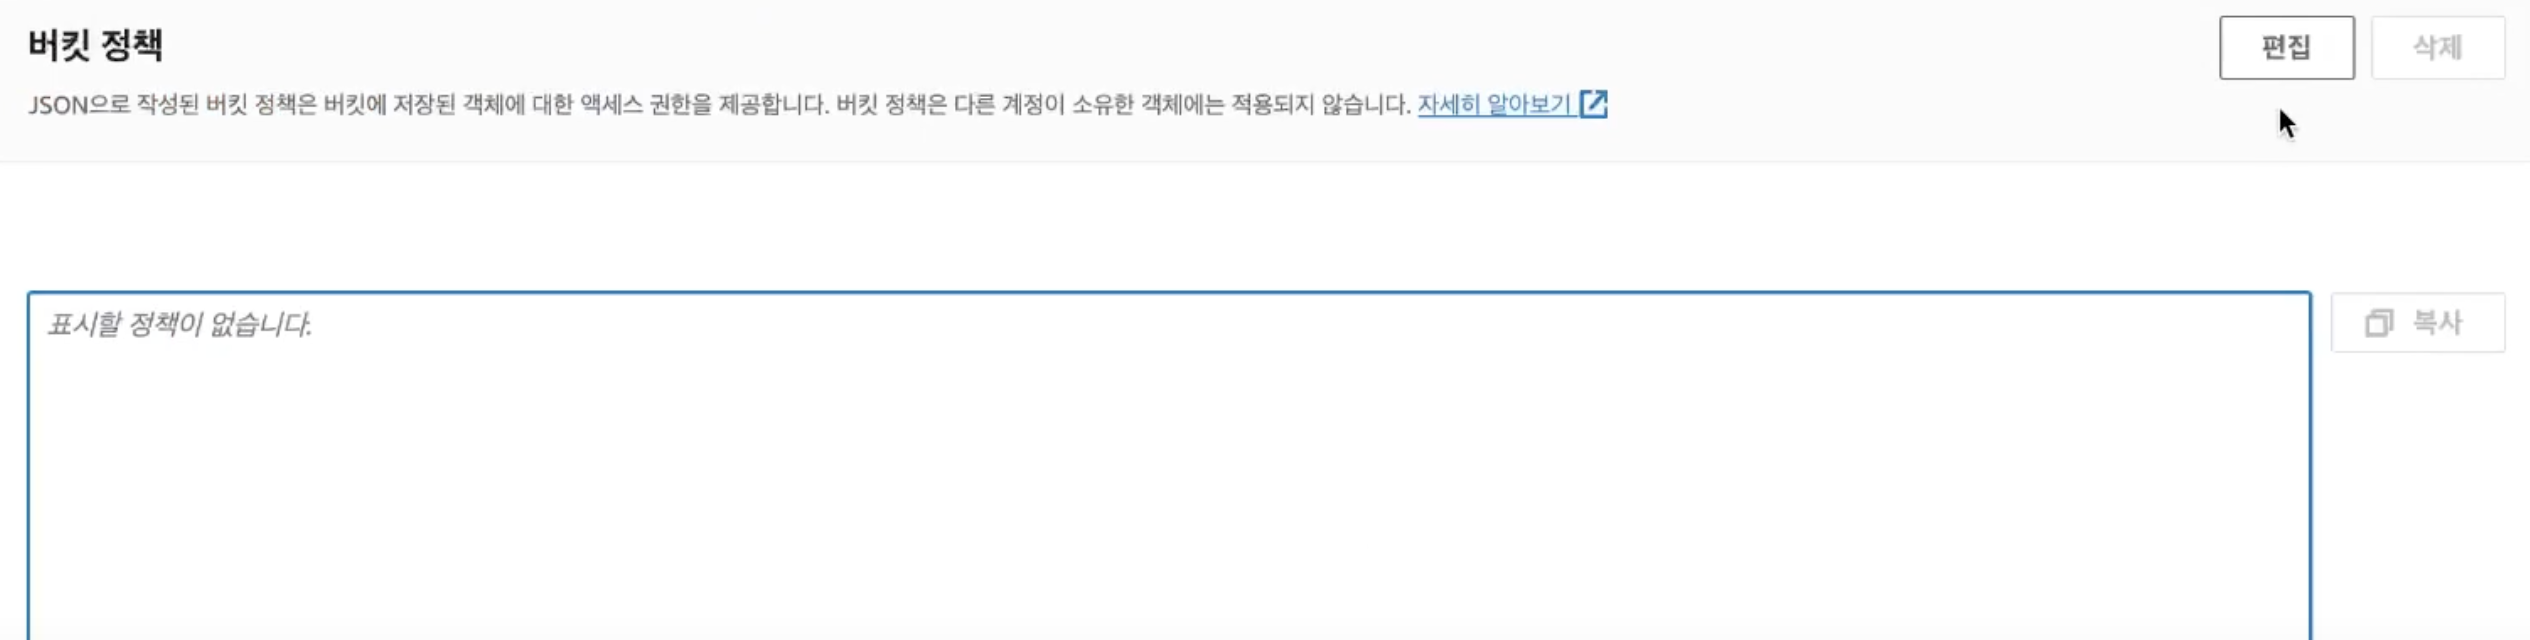 버킷 정책
편집
삭제
JSON으로 작성된 버킷 정책은 버킷에 저장된 객체에 대한 액세스 권한을 제공합니다. 버킷 정책은 다른 계정이 소유한 객체에는 적용되지 않습니다. 자세히 알아보기
표시할 정책이 없습니다.
복사